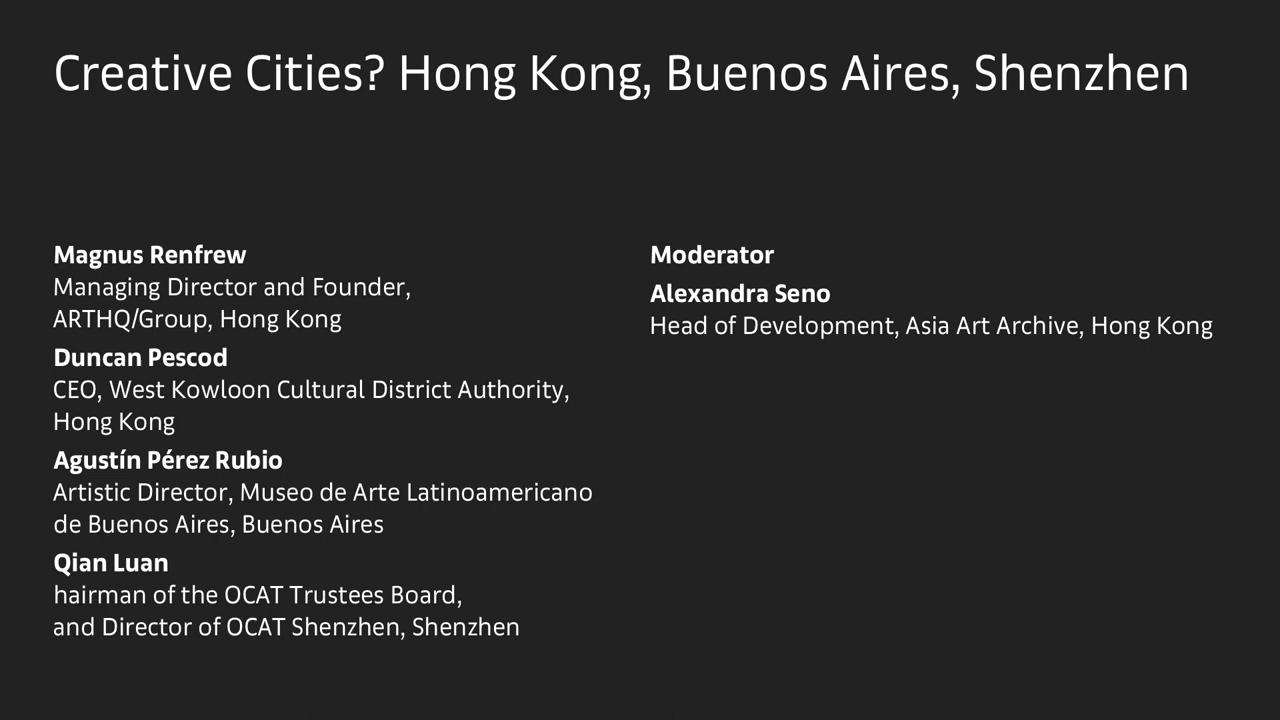 Creative Cities? Hong Kong, Buenos Aires, Shenzhen
Magnus Renfrew
Managing Director and Founder,
ARTHQ/Group, Hong Kong
Duncan Pescod
CEO, West Kowloon Cultural District Authority,
Hong Kong
Agustín Pérez Rubio
Artistic Director, Museo de Arte Latinoamericano
de Buenos Aires, Buenos Aires
Qian Luan
hairman of the OCAT Trustees Board,
and Director of OCAT Shenzhen, Shenzhen
Moderator
Alexandra Seno
Head of Development, Asia Art Archive, Hong Kong